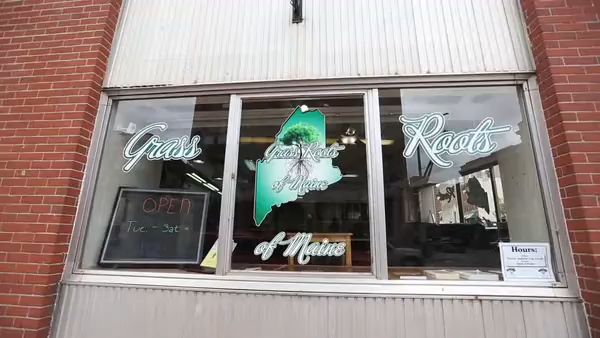 Grass
Roots
Grass Roots
of Maine
of Maine
OPEN
Tue - Sat
Hours: